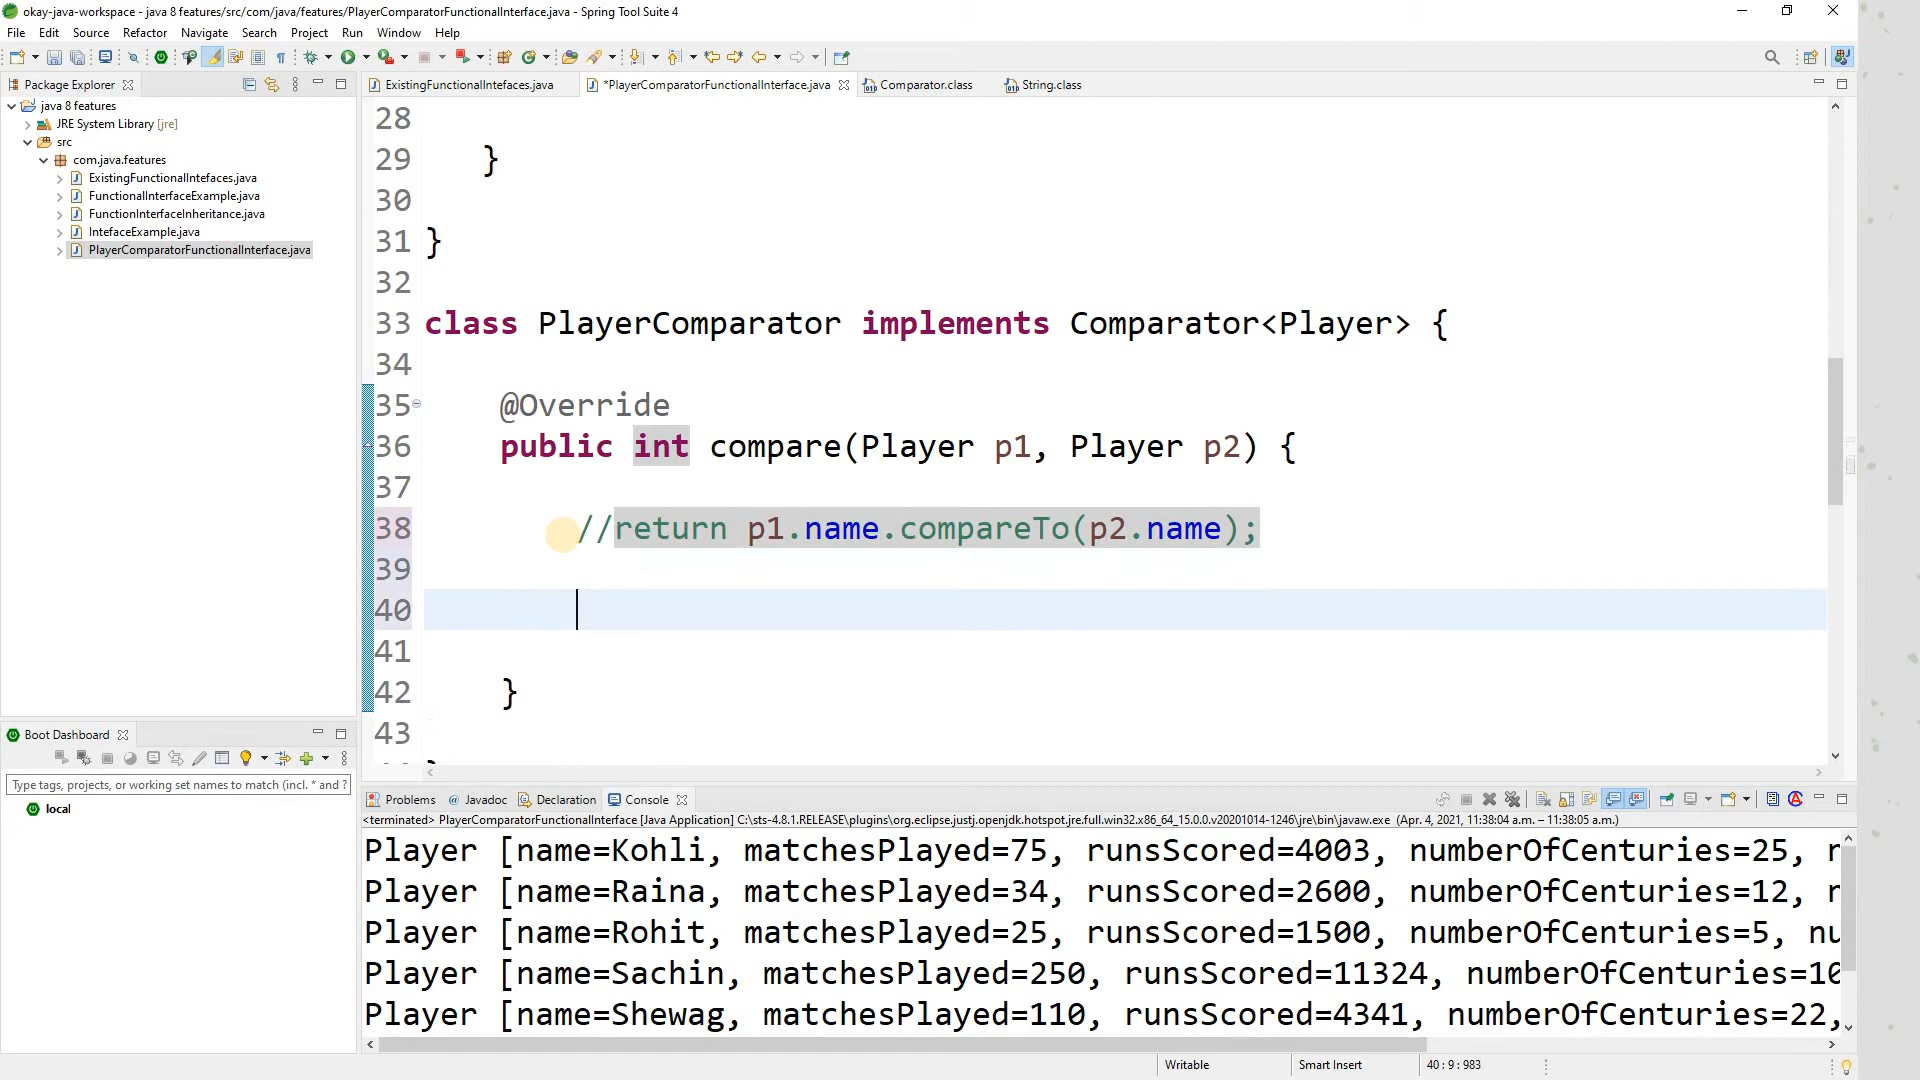 okay-java-workspace - java 8 features/src/com/java/features/PlayerComparatorFunctionalInterface.java - Spring Tool Suite 4
File Edit Source Refactor Navigate Search Project Run Window Help
Package Explorer
java 8 features
JRE System Library [jre]
src
com.java.features
ExistingFunctionalIntefaces.java
FunctionalInterfaceExample.java
FunctionInterfaceInheritance.java
IntefaceExample.java
PlayerComparatorFunctionalInterface.java
Boot Dashboard
Type tags, projects, or working set names to match (incl. * and ?
local
ExistingFunctionalIntefaces.java *PlayerComparatorFunctionalInterface.java Comparator.class String.class
28
29 }
30
31 }
32
33 class PlayerComparator implements Comparator<Player> {
34
35 @Override
36 public int compare(Player p1, Player p2) {
37
38 //return p1.name.compareTo(p2.name);
39
40
41
42 }
43
Problems Javadoc Declaration Console
<terminated> PlayerComparatorFunctionalInterface [Java Application] C:\sts-4.8.1.RELEASE\plugins\org.eclipse.justj.openjdk.hotspot.jre.full.win32.x86_64_15.0.0.v20201014-1246\jre\bin\javaw.exe (Apr. 4, 2021, 11:38:04 a.m. – 11:38:05 a.m.)
Player [name=Kohli, matchesPlayed=75, runsScored=4003, numberOfCenturies=25, r
Player [name=Raina, matchesPlayed=34, runsScored=2600, numberOfCenturies=12, r
Player [name=Rohit, matchesPlayed=25, runsScored=1500, numberOfCenturies=5, nu
Player [name=Sachin, matchesPlayed=250, runsScored=11324, numberOfCenturies=10
Player [name=Shewag, matchesPlayed=110, runsScored=4341, numberOfCenturies=22,
Writable Smart Insert 40 : 9 : 983